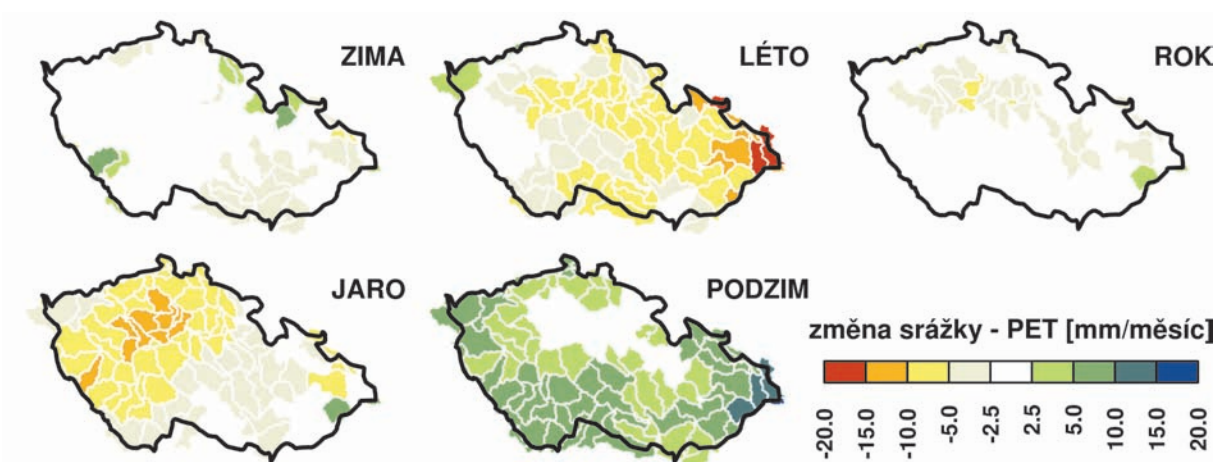 ZIMA
LÉTO
ROK
JARO
PODZIM
změna srážky - PET [mm/měsíc]
-20.0
-15.0
-10.0
-5.0
-2.5
2.5
5.0
10.0
15.0
20.0